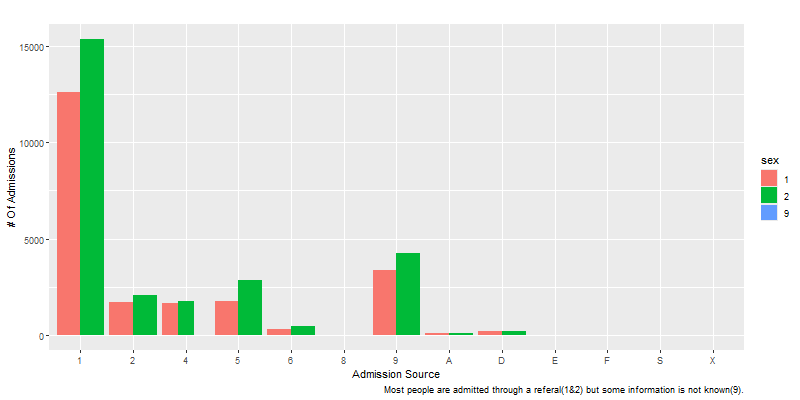 15000
10000
5000
0
# Of Admissions
1 2 4 5 6 8 9 A D E F S X
Admission Source
Most people are admitted through a referal(1&2) but some information is not known(9).
sex
1
2
9